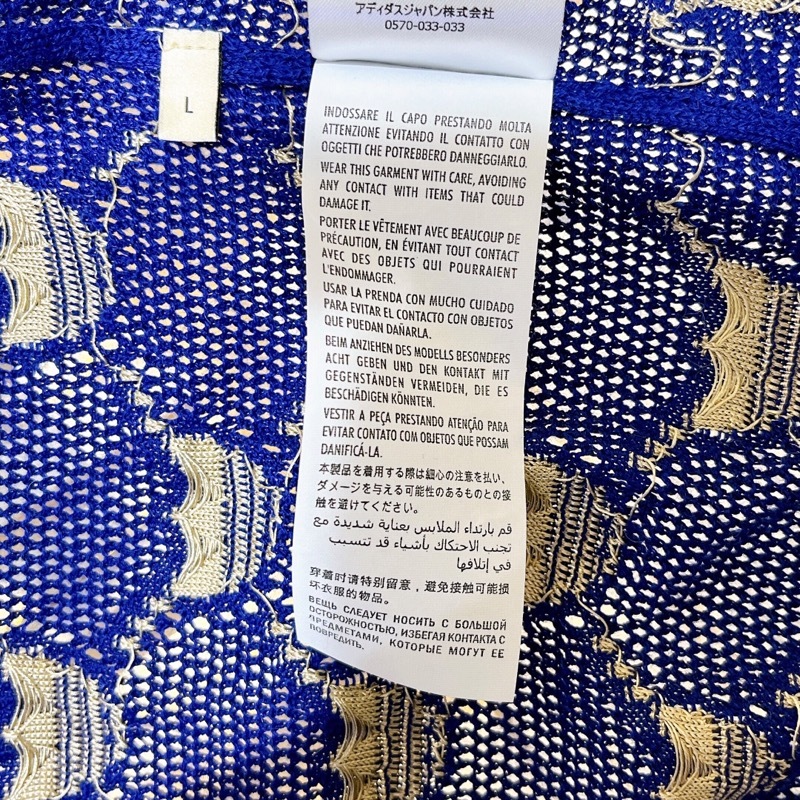 アディダスジャパン株式会社
0570-033-033
L
INDOSSARE IL CAPO PRESTANDO MOLTA
ATTENZIONE EVITANDO IL CONTATTO CON
OGGETTI CHE POTREBBERO DANNEGGIARLO.
WEAR THIS GARMENT WITH CARE, AVOIDING
ANY CONTACT WITH ITEMS THAT COULD
DAMAGE IT.
PORTER LE VÊTEMENT AVEC BEAUCOUP DE
PRÉCAUTION, EN ÉVITANT TOUT CONTACT
AVEC DES OBJETS QUI POURRAIENT
L'ENDOMMAGER.
USAR LA PRENDA CON MUCHO CUIDADO
PARA EVITAR EL CONTACTO CON OBJETOS
QUE PUEDAN DAÑARLA.
BEIM ANZIEHEN DES MODELLS BESONDERS
ACHT GEBEN UND DEN KONTAKT MIT
GEGENSTÄNDEN VERMEIDEN, DIE ES
BESCHÄDIGEN KÖNNTEN.
VESTIR A PEÇA PRESTANDO ATENÇÃO PARA
EVITAR CONTATO COM OBJETOS QUE POSSAM
DANIFICÁ-LA.
本製品を着用する際は細心の注意を払い、
ダメージを与える可能性のあるものとの接
触を避けてください。
قم بارتداء الملابس بعناية شديدة مع
تجنب الاحتكاك بأشياء قد تتسبب
في إتلافها
穿着时请特别留意，避免接触可能损
坏衣服的物品。
ВЕЩЬ СЛЕДУЕТ НОСИТЬ С БОЛЬШОЙ
ОСТОРОЖНОСТЬЮ, ИЗБЕГАЯ КОНТАКТА С
ПРЕДМЕТАМИ, КОТОРЫЕ МОГУТ ЕЕ
ПОВРЕДИТЬ.